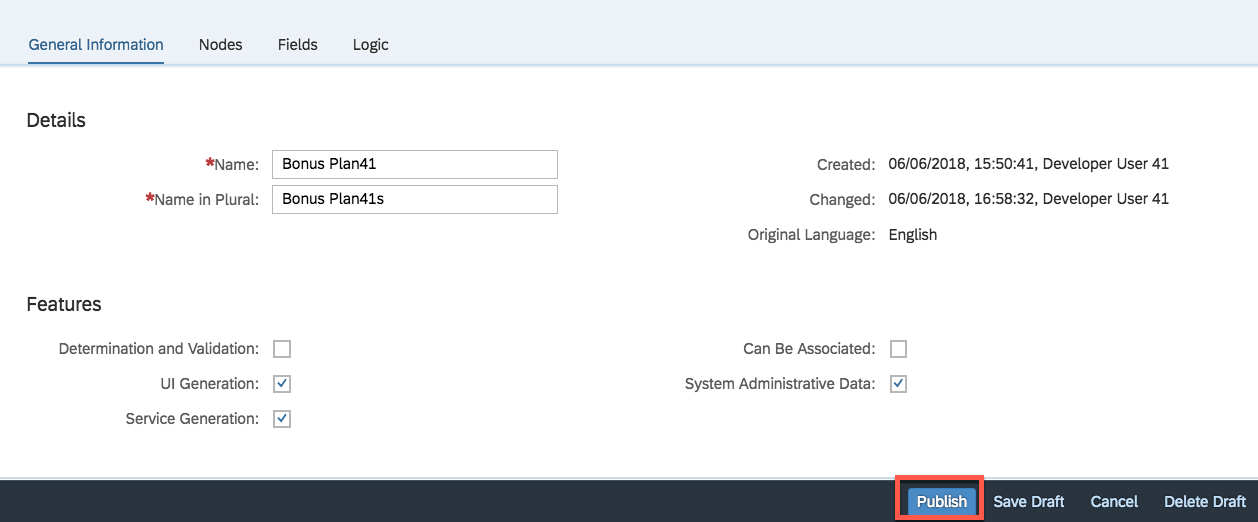 General Information Nodes Fields Logic
Details
*Name: Bonus Plan41 Created: 06/06/2018, 15:50:41, Developer User 41
*Name in Plural: Bonus Plan41s Changed: 06/06/2018, 16:58:32, Developer User 41
Original Language: English
Features
Determination and Validation: Can Be Associated:
UI Generation: System Administrative Data:
Service Generation:
Publish Save Draft Cancel Delete Draft